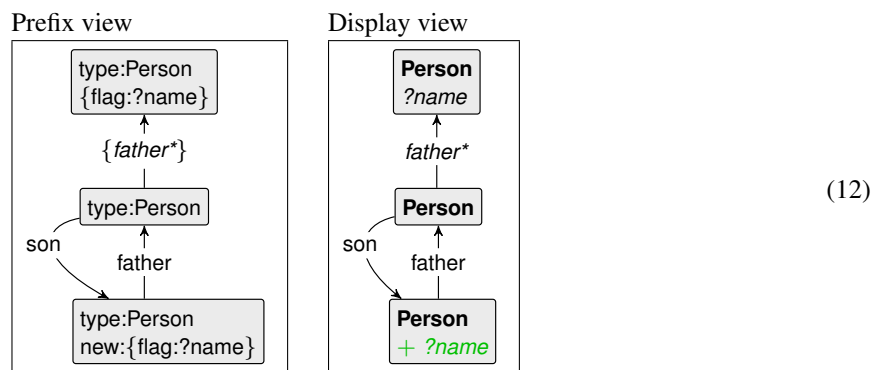 Prefix view
type:Person
{flag:?name}
{father*}
type:Person
son
father
type:Person
new:{flag:?name}
Display view
Person
?name
father*
Person
son
father
Person
+ ?name
(12)